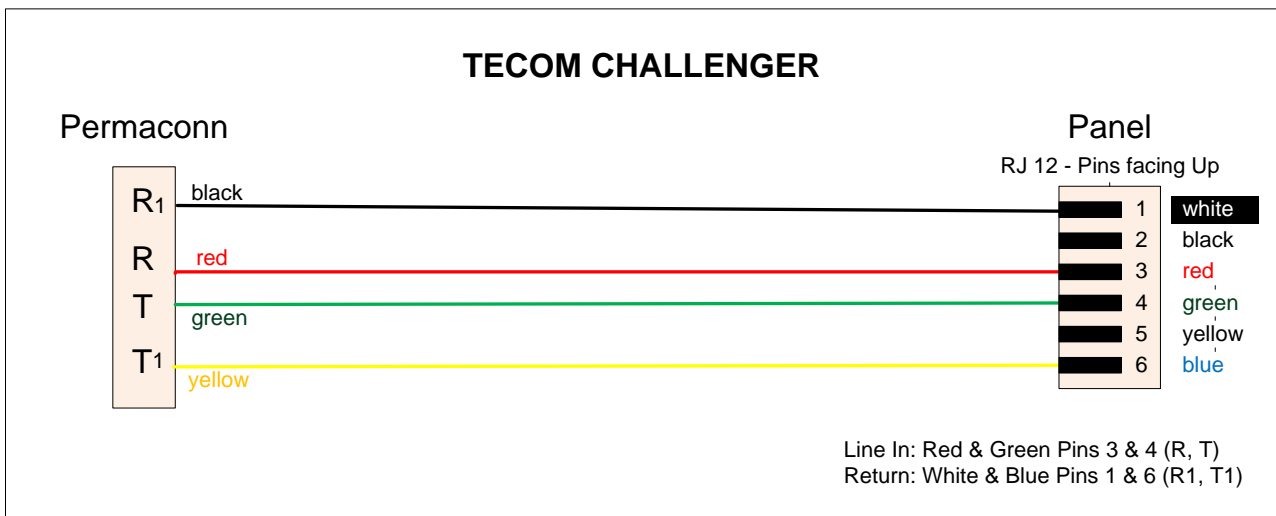 TECOM CHALLENGER
Permaconn
Panel
RJ 12 - Pins facing Up
R1 black 1 white
2 black
R red 3 red
T green 4 green
5 yellow
T1 yellow 6 blue
Line In: Red & Green Pins 3 & 4 (R, T)
Return: White & Blue Pins 1 & 6 (R1, T1)